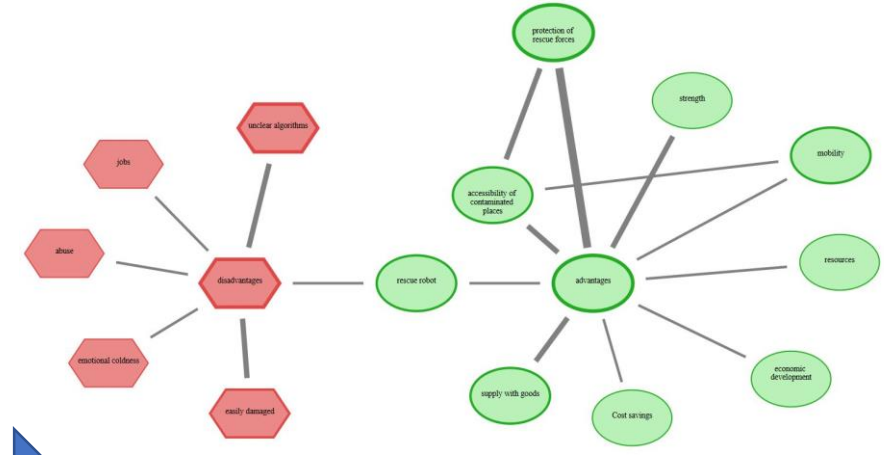 protection of
rescue forces
strength
unclear algorithms
mobility
jobs
accessibility of
contaminated
places
abuse
resources
disadvantages
rescue robot
advantages
emotional coldness
economic
development
supply with goods
easily damaged
Cost savings